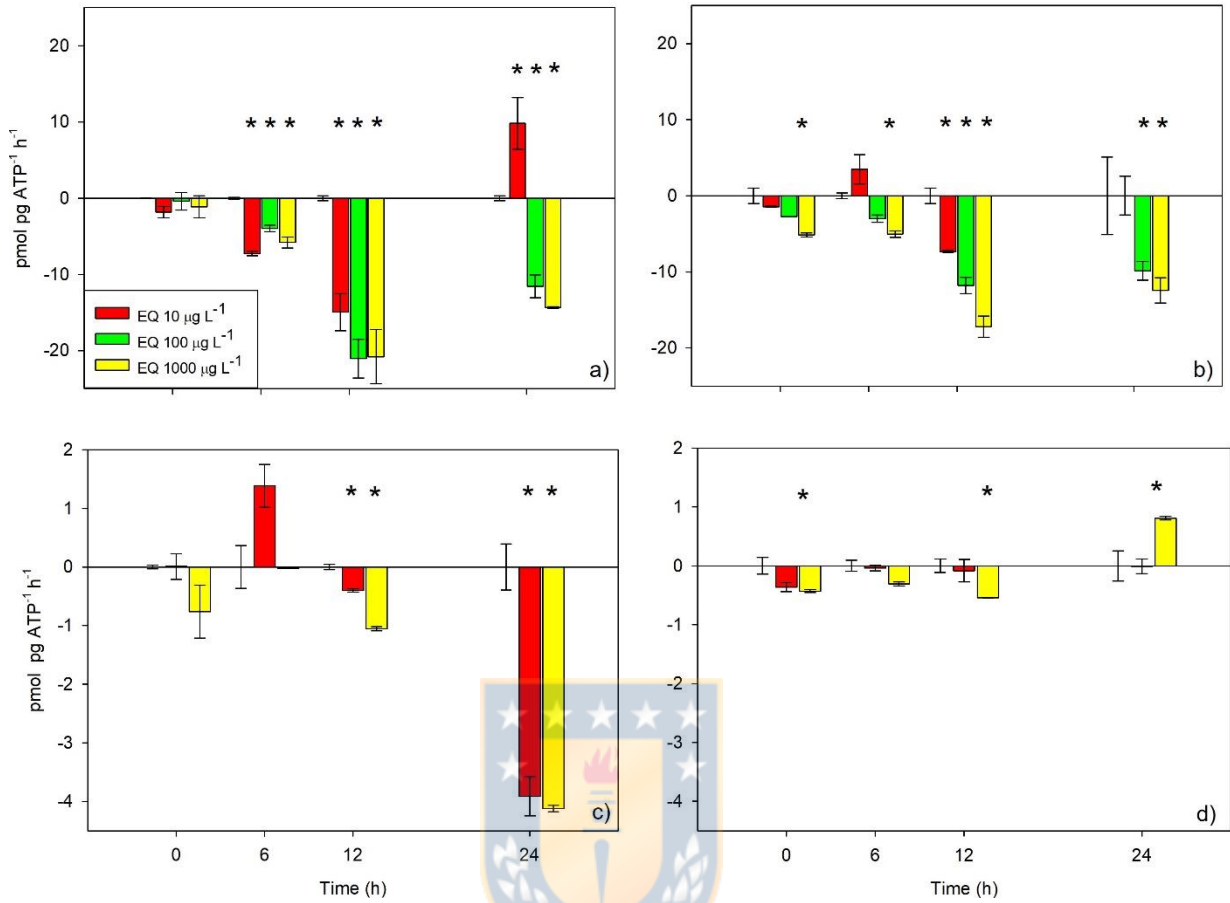 20
10
0
-10
-20
pmol pg ATP⁻¹ h⁻¹
* * *
* * *
* * *
EQ 10 µg L⁻¹
EQ 100 µg L⁻¹
EQ 1000 µg L⁻¹
a)
20
10
0
-10
-20
*
*
* * *
* *
b)
2
1
0
-1
-2
-3
-4
pmol pg ATP⁻¹ h⁻¹
* *
* *
c)
0 6 12 24
Time (h)
2
1
0
-1
-2
-3
-4
*
*
*
d)
0 6 12 24
Time (h)